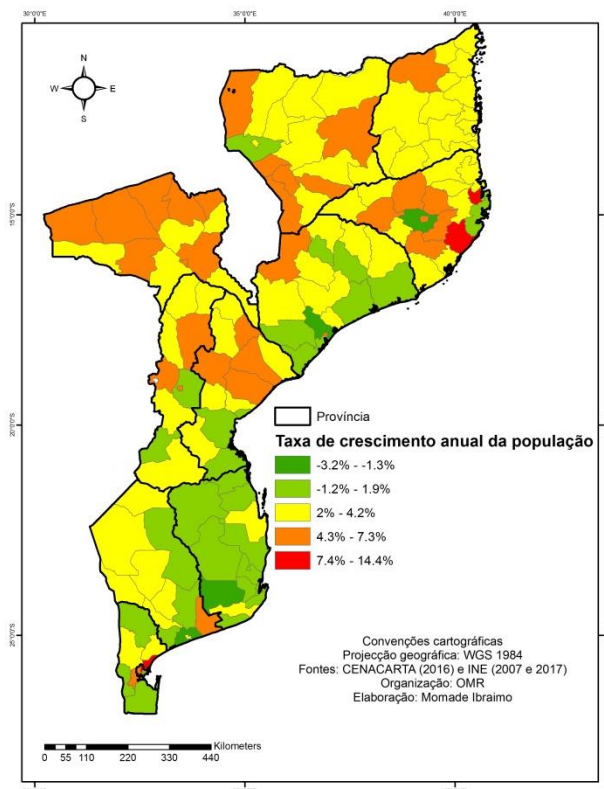 30°0'0"E 35°0'0"E 40°0'0"E
N
W E
S
15°0'0"S
20°0'0"S
25°0'0"S
Província
Taxa de crescimento anual da população
-3.2% - -1.3%
-1.2% - 1.9%
2% - 4.2%
4.3% - 7.3%
7.4% - 14.4%
Convenções cartográficas
Projecção geográfica: WGS 1984
Fontes: CENACARTA (2016) e INE (2007 e 2017)
Organização: OMR
Elaboração: Momade Ibraimo
Kilometers
0 55 110 220 330 440